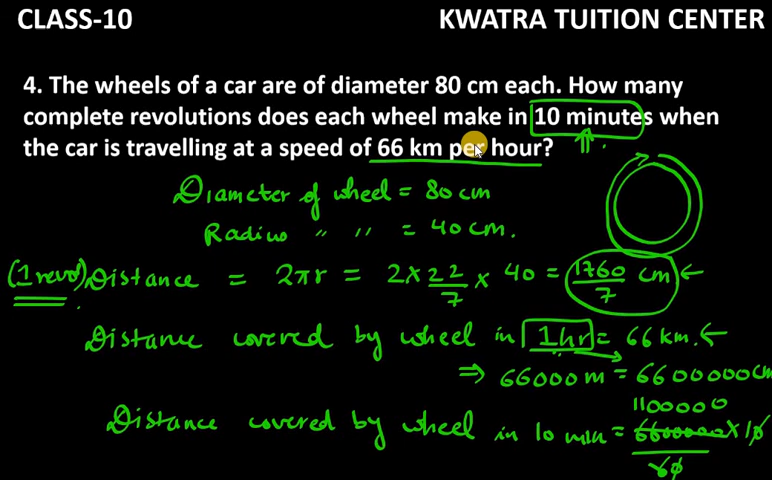 CLASS-10 KWATRA TUITION CENTER
4. The wheels of a car are of diameter 80 cm each. How many
complete revolutions does each wheel make in 10 minutes when
the car is travelling at a speed of 66 km per hour?
Diameter of wheel = 80 cm
Radius " " = 40 cm.
(1 revol) Distance = 2πr = 2 × 22/7 × 40 = 1760/7 cm ←
Distance covered by wheel in 1 hr = 66 km. ←
⇒ 66000 m = 6600000 cm
1100000
Distance covered by wheel in 10 min = 6600000 × 10
60